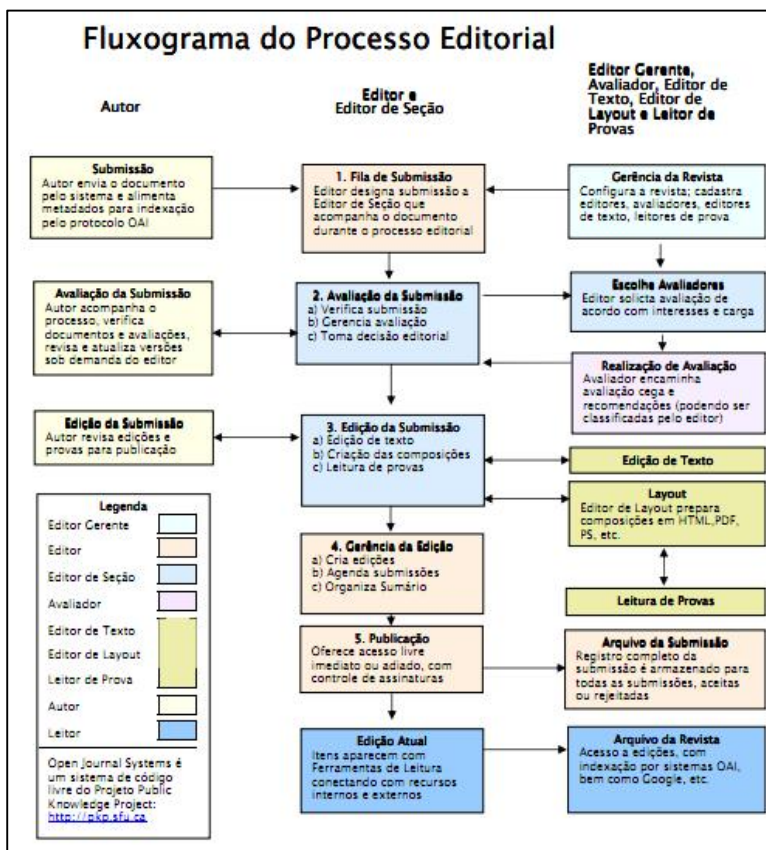 Fluxograma do Processo Editorial
Autor
Editor e
Editor de Seção
Editor Gerente,
Avaliador, Editor de
Texto, Editor de
Layout e Leitor de
Provas
Submissão
Autor envia o documento
pelo sistema e alimenta
metadados para indexação
pelo protocolo OAI
1. Fila de Submissão
Editor designa submissão a
Editor de Seção que
acompanha o documento
durante o processo editorial
Gerência da Revista
Configura a revista; cadastra
editores, avaliadores, editores
de texto, leitores de prova
Avaliação da Submissão
Autor acompanha o
processo, verifica
documentos e avaliações,
revisa e atualiza versões
sob demanda do editor
2. Avaliação da Submissão
a) Verifica submissão
b) Gerencia avaliação
c) Toma decisão editorial
Escolhe Avaliadores
Editor solicta avaliação de
acordo com interesses e carga
Realização de Avaliação
Avaliador encaminha
avaliação cega e
recomendações (podendo ser
classificadas pelo editor)
Edição da Submissão
Autor revisa edições e
provas para publicação
3. Edição da Submissão
a) Edição de texto
b) Criação das composições
c) Leitura de provas
Edição de Texto
Layout
Editor de Layout prepara
composições em HTML,PDF,
PS, etc.
Leitura de Provas
4. Gerência da Edição
a) Cria edições
b) Agenda submissões
c) Organiza Sumário
5. Publicação
Oferece acesso livre
imediato ou adiado, com
controle de assinaturas
Arquivo da Submissão
Registro completo da
submissão é armazenado para
todas as submissões, aceitas
ou rejeitadas
Edição Atual
Itens aparecem com
Ferramentas de Leitura
conectando com recursos
internos e externos
Arquivo da Revista
Acesso a edições, com
indexação por sistemas OAI,
bem como Google, etc.
Legenda
Editor Gerente
Editor
Editor de Seção
Avaliador
Editor de Texto
Editor de Layout
Leitor de Prova
Autor
Leitor
Open Journal Systems é
um sistema de código
livre do Projeto Public
Knowledge Project:
http://pkp.sfu.ca